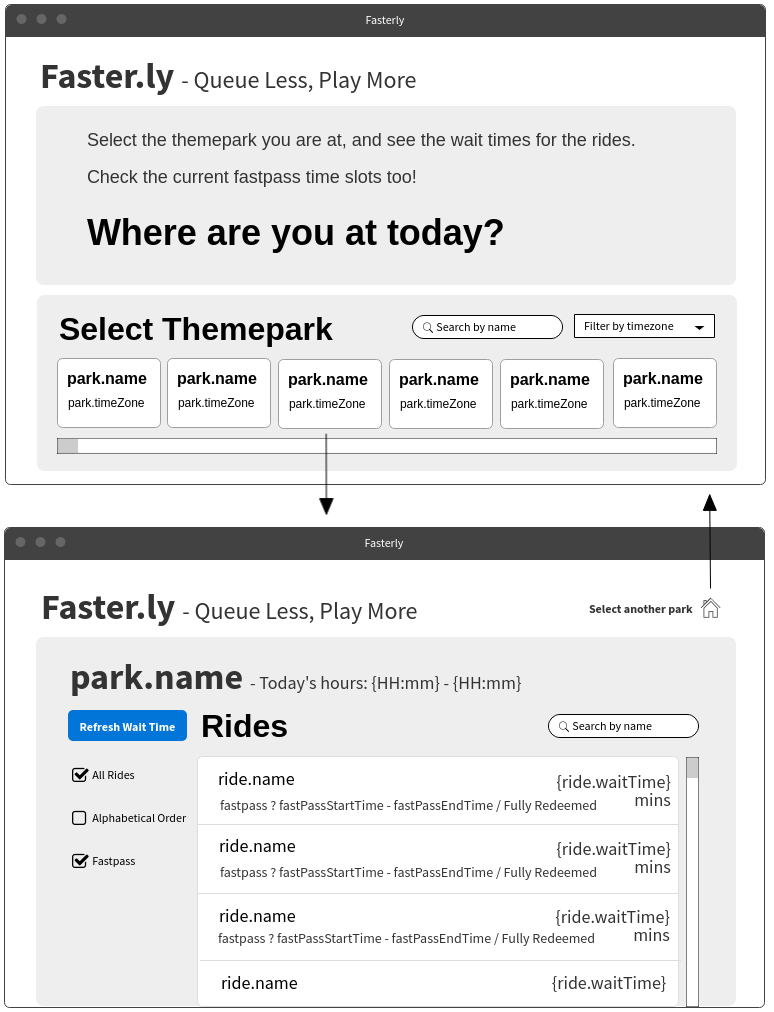 Fasterly
Faster.ly - Queue Less, Play More
Select the themepark you are at, and see the wait times for the rides.
Check the current fastpass time slots too!
Where are you at today?
Select Themepark
Search by name
Filter by timezone
park.name park.name park.name park.name park.name park.name
park.timeZone park.timeZone park.timeZone park.timeZone park.timeZone park.timeZone
Fasterly
Faster.ly - Queue Less, Play More
Select another park
park.name - Today's hours: {HH:mm} - {HH:mm}
Refresh Wait Time
Rides
Search by name
All Rides
Alphabetical Order
Fastpass
ride.name
{ride.waitTime}
mins
fastpass ? fastPassStartTime - fastPassEndTime / Fully Redeemed
ride.name
{ride.waitTime}
mins
fastpass ? fastPassStartTime - fastPassEndTime / Fully Redeemed
ride.name
{ride.waitTime}
mins
fastpass ? fastPassStartTime - fastPassEndTime / Fully Redeemed
ride.name
{ride.waitTime}